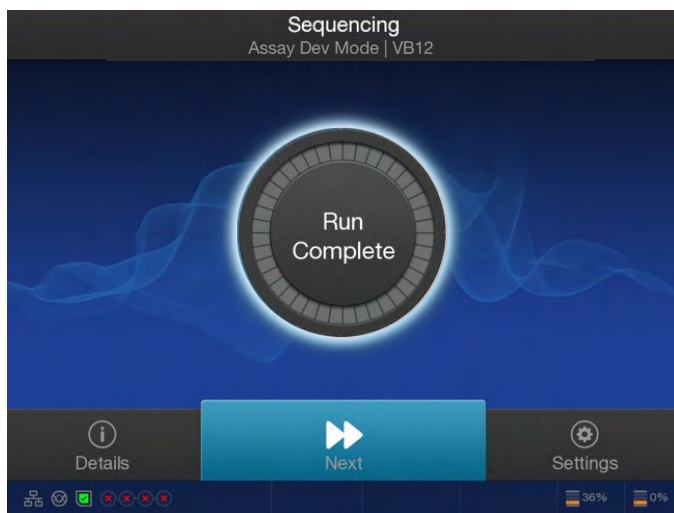 Sequencing
Assay Dev Mode | VB12
Run
Complete
Details
Next
Settings
36%
0%